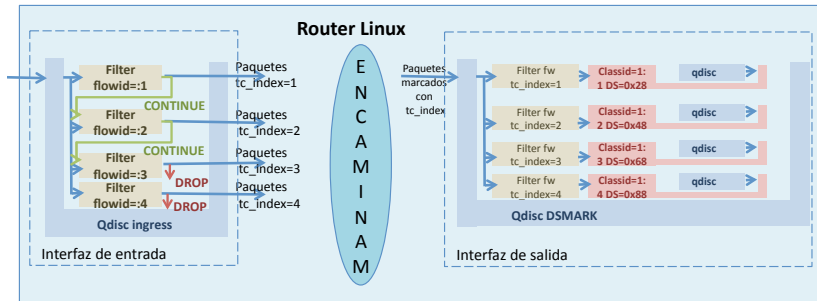 Router Linux
Filter
flowid=:1
CONTINUE
Filter
flowid=:2
CONTINUE
Filter
flowid=:3
DROP
Filter
flowid=:4
DROP
Qdisc ingress
Interfaz de entrada
Paquetes
tc_index=1
Paquetes
tc_index=2
Paquetes
tc_index=3
Paquetes
tc_index=4
E
N
C
A
M
I
N
A
M
Paquetes
marcados
con
tc_index
Filter fw
tc_index=1
Classid=1:
1 DS=0x28
qdisc
Filter fw
tc_index=2
Classid=1:
2 DS=0x48
qdisc
Filter fw
tc_index=3
Classid=1:
3 DS=0x68
qdisc
Filter fw
tc_index=4
Classid=1:
4 DS=0x88
qdisc
Qdisc DSMARK
Interfaz de salida